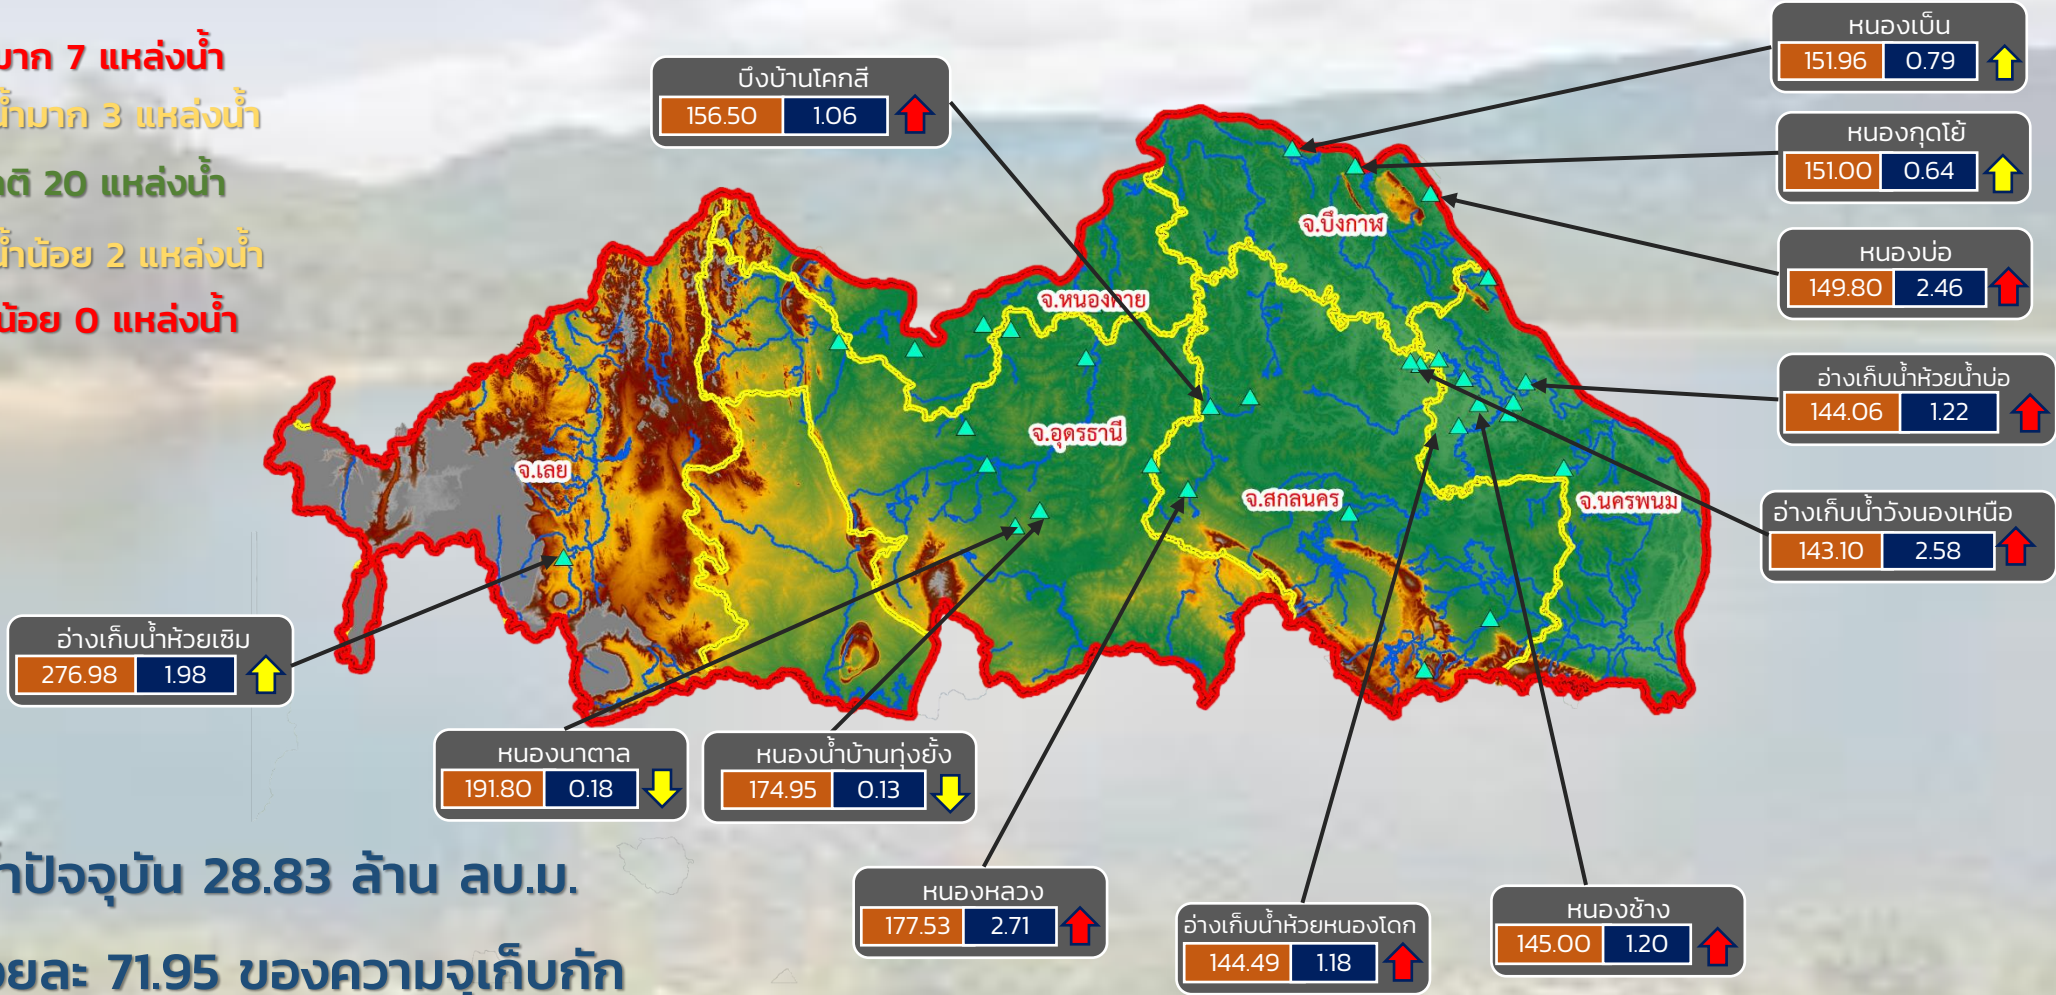 มาก 7 แหล่งน้ำ
น้ำมาก 3 แหล่งน้ำ
20 แหล่งน้ำ
น้ำน้อย 2 แหล่งน้ำ
น้อย 0 แหล่งน้ำ
บึงบ้านโคกสี
156.50 1.06
หนองเบ็น
151.96 0.79
หนองกุดโย้
151.00 0.64
หนองบ่อ
149.80 2.46
อ่างเก็บน้ำห้วยน้ำบ่อ
144.06 1.22
อ่างเก็บน้ำวังนองเหนือ
143.10 2.58
จ.บึงกาฬ
จ.หนองคาย
จ.อุดรธานี
จ.เลย
จ.สกลนคร
จ.นครพนม
อ่างเก็บน้ำห้วยเซิม
276.98 1.98
หนองนาตาล
191.80 0.18
หนองน้ำบ้านทุ่งยั้ง
174.95 0.13
หนองหลวง
177.53 2.71
อ่างเก็บน้ำห้วยหนองโดก
144.49 1.18
หนองช้าง
145.00 1.20
ปัจจุบัน 28.83 ล้าน ลบ.ม.
ยละ 71.95 ของความจุเก็บกัก